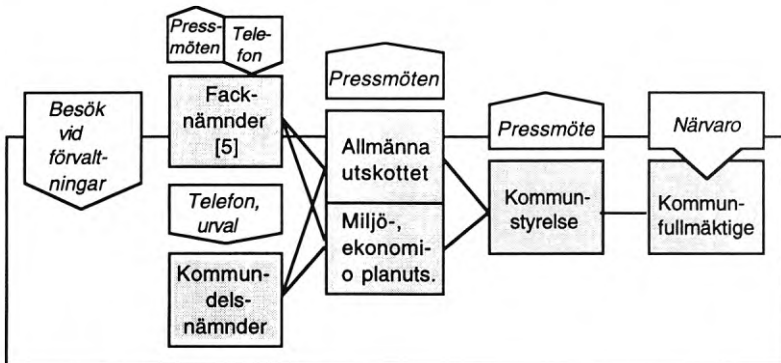 Press-
möten
Tele-
fon
Pressmöten
Besök
vid
förvalt-
ningar
Fack-
nämnder
[5]
Allmänna
utskottet
Pressmöte
Närvaro
Telefon,
urval
Miljö-,
ekonomi-
o planuts.
Kommun-
styrelse
Kommun-
fullmäktige
Kommun-
dels-
nämnder